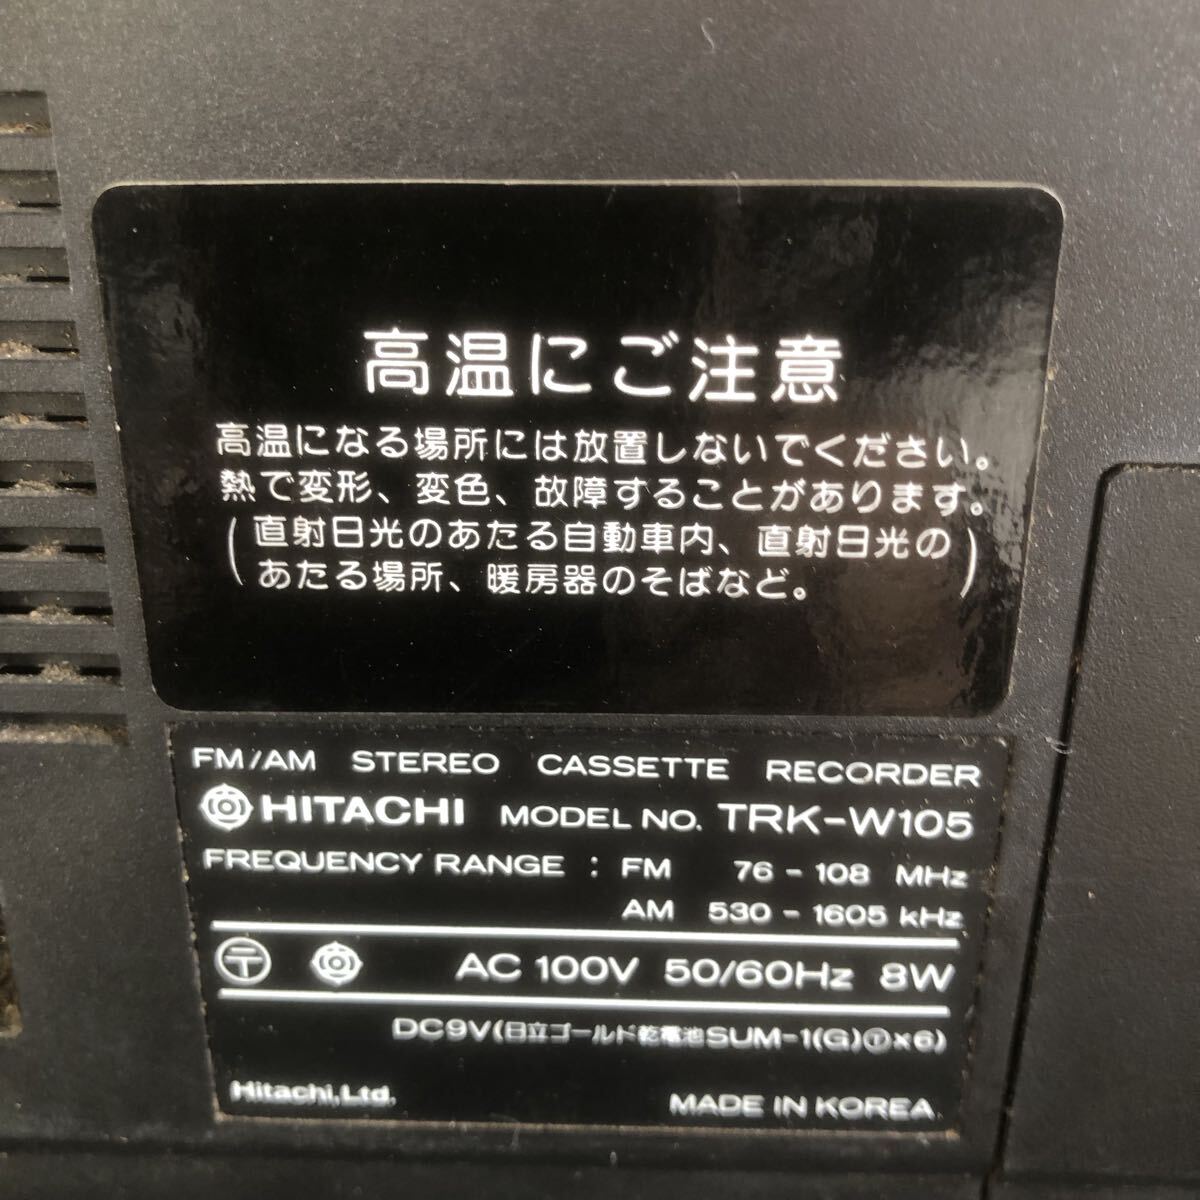 高温にご注意
高温になる場所には放置しないでください。
熱で変形、変色、故障することがあります。
(直射日光のあたる自動車内、直射日光の
あたる場所、暖房器のそばなど。)
FM/AM STEREO CASSETTE RECORDER
HITACHI MODEL NO. TRK-W105
FREQUENCY RANGE : FM 76 - 108 MHz
AM 530 - 1605 kHz
〒 AC 100V 50/60Hz 8W
DC9V(日立ゴールド乾電池SUM-1(G)Ⓣ×6)
Hitachi, Ltd. MADE IN KOREA